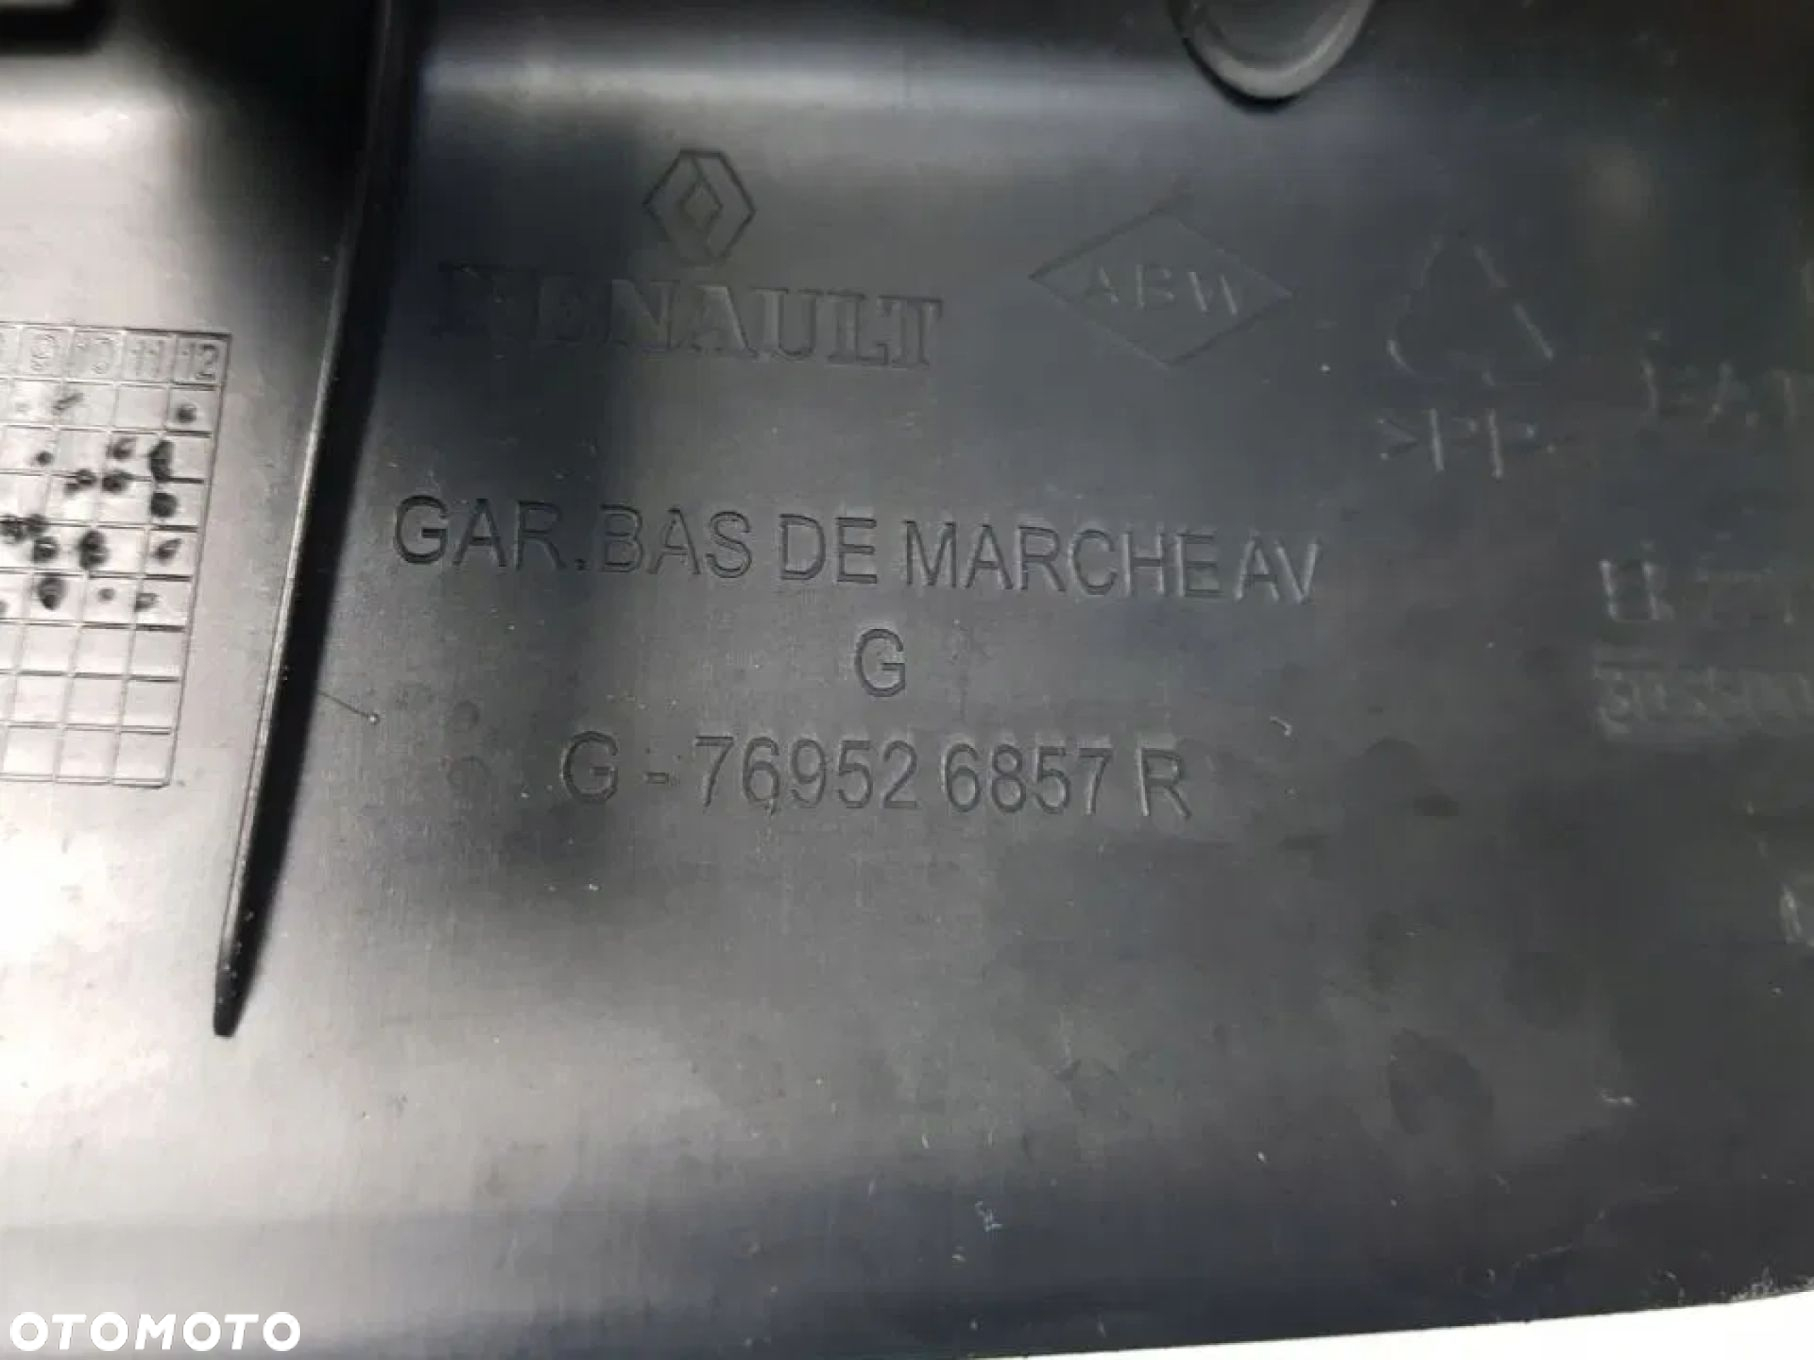 RENAULT
ABW
9 10 11 12
>PP<
GAR.BAS DE MARCHE AV
G
G - 76952 6857 R
OTOMOTO